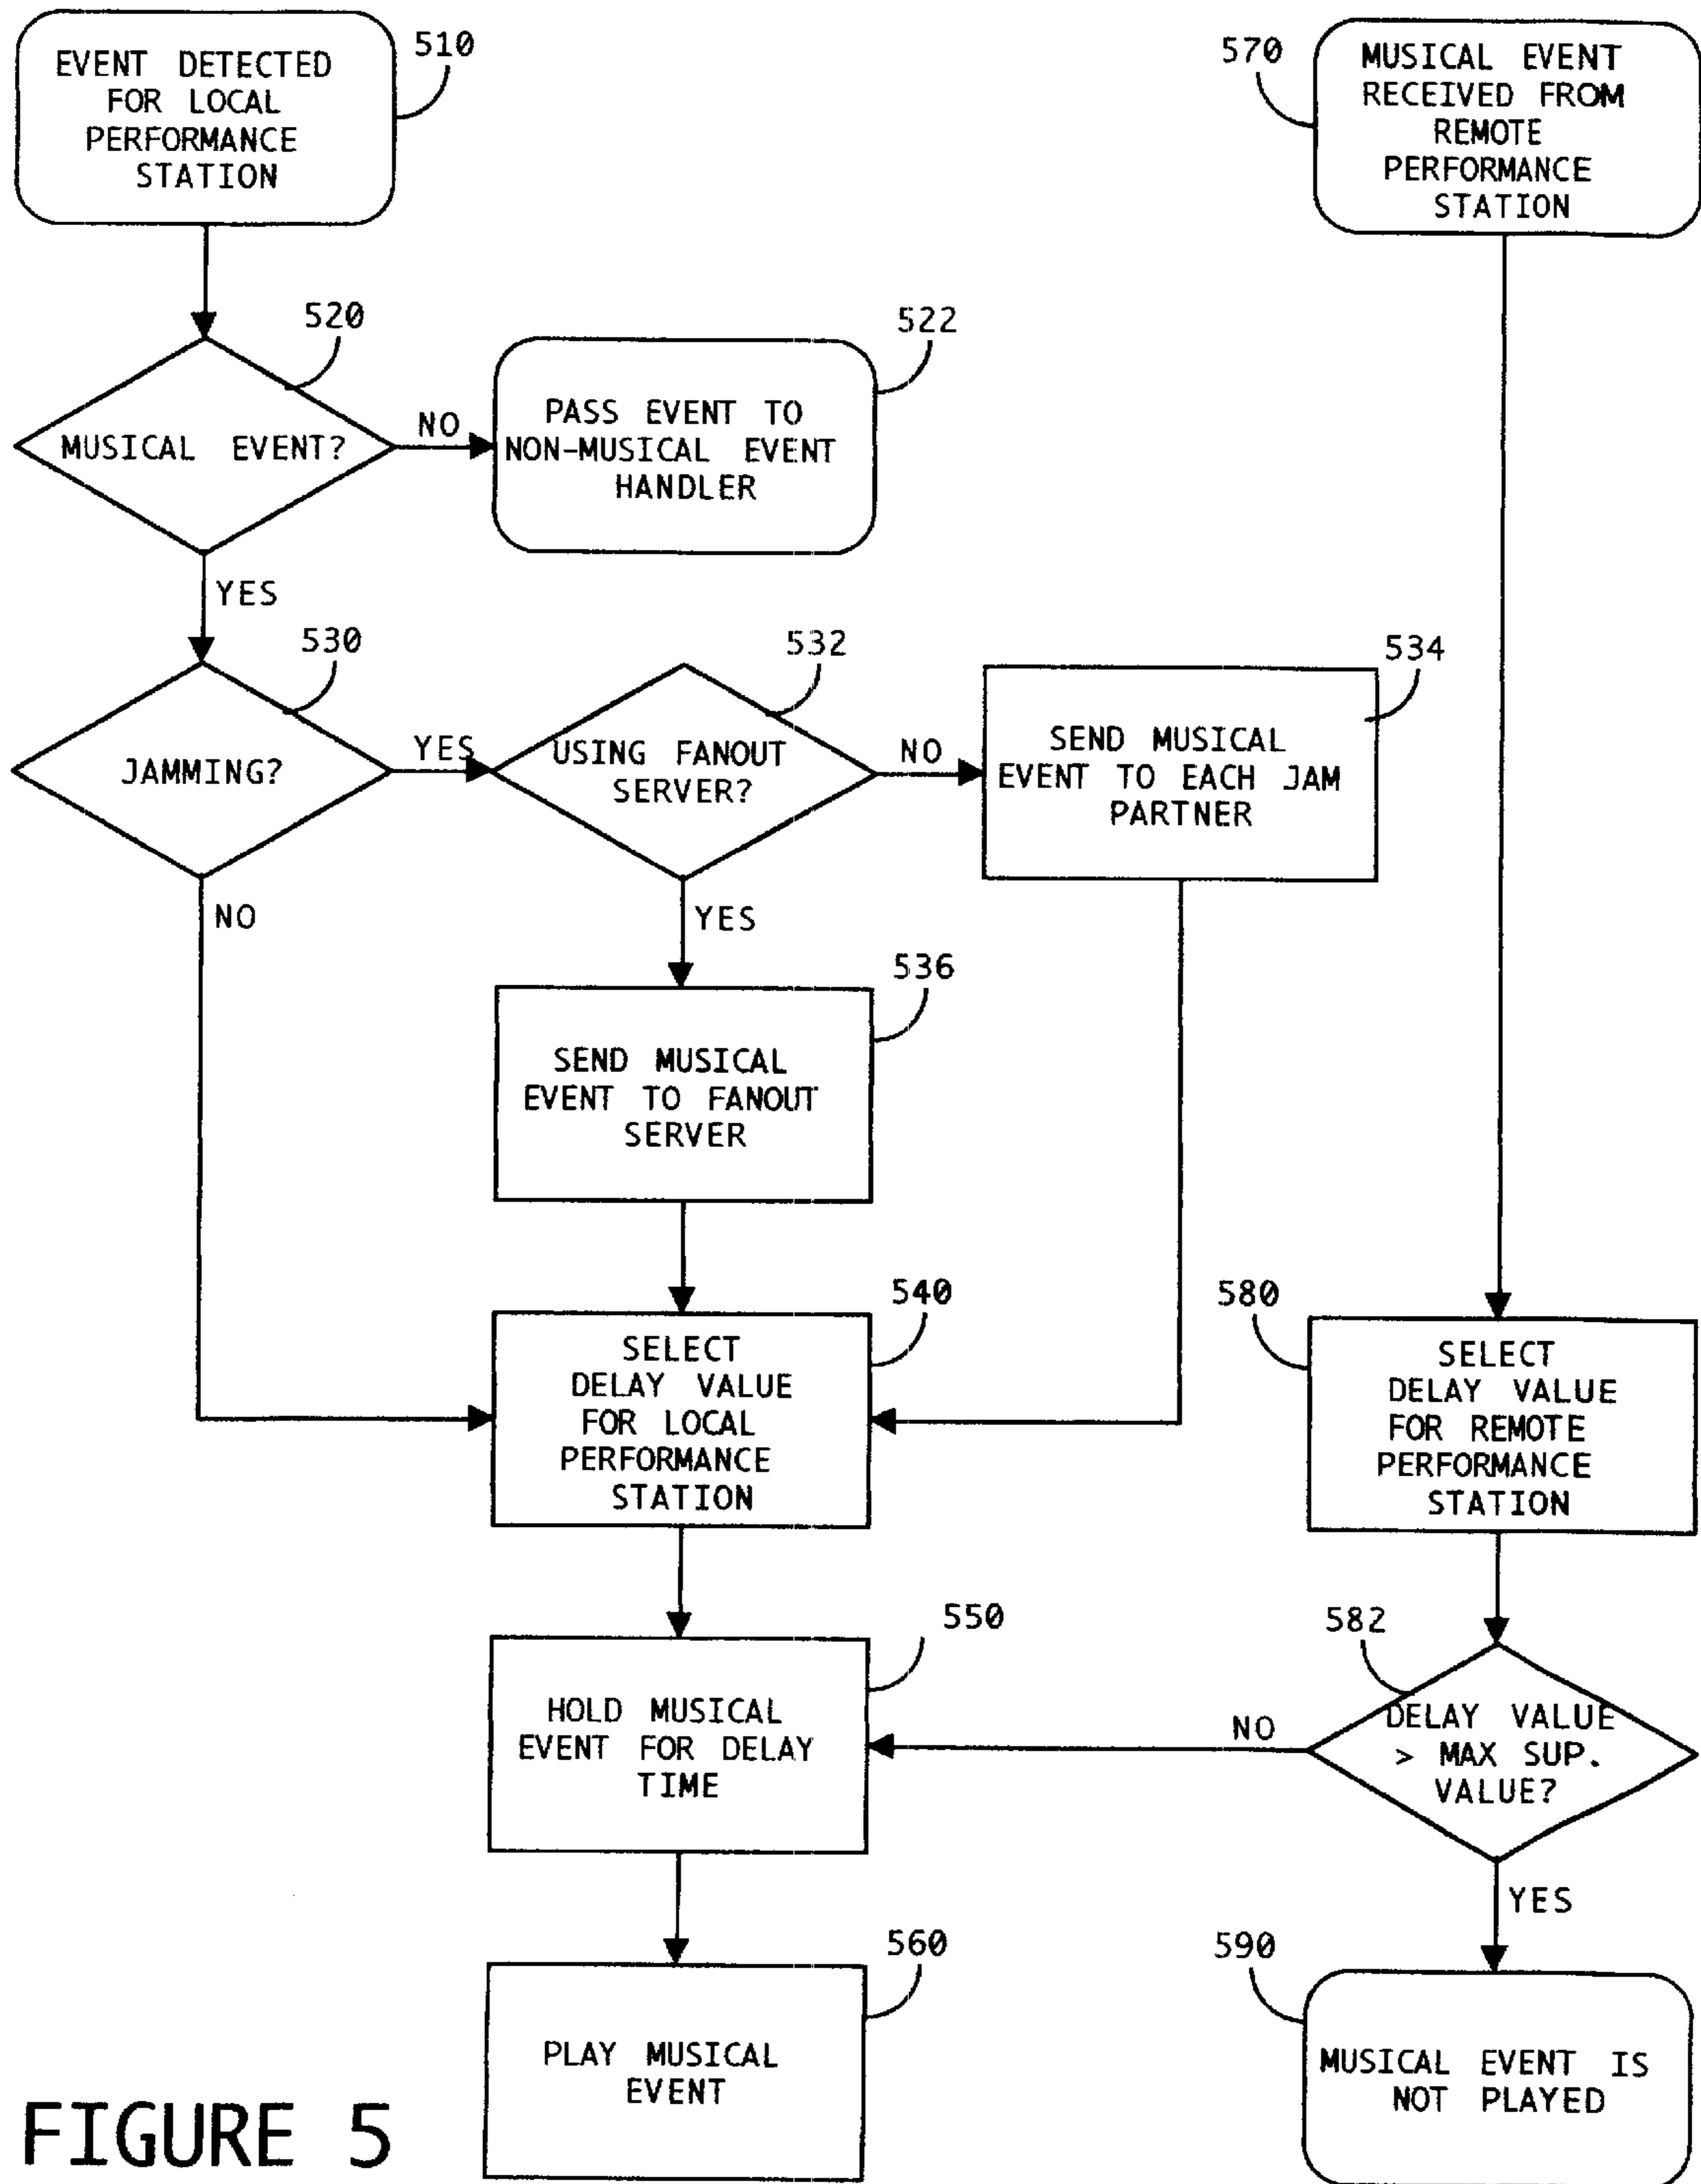 510
EVENT DETECTED
FOR LOCAL
PERFORMANCE
STATION
570
MUSICAL EVENT
RECEIVED FROM
REMOTE
PERFORMANCE
STATION
520
MUSICAL EVENT?
NO
522
PASS EVENT TO
NON-MUSICAL EVENT
HANDLER
YES
530
JAMMING?
YES
532
USING FANOUT
SERVER?
NO
534
SEND MUSICAL
EVENT TO EACH JAM
PARTNER
NO
YES
536
SEND MUSICAL
EVENT TO FANOUT
SERVER
540
SELECT
DELAY VALUE
FOR LOCAL
PERFORMANCE
STATION
580
SELECT
DELAY VALUE
FOR REMOTE
PERFORMANCE
STATION
550
HOLD MUSICAL
EVENT FOR DELAY
TIME
582
DELAY VALUE
> MAX SUP.
VALUE?
NO
YES
560
PLAY MUSICAL
EVENT
590
MUSICAL EVENT IS
NOT PLAYED
FIGURE 5